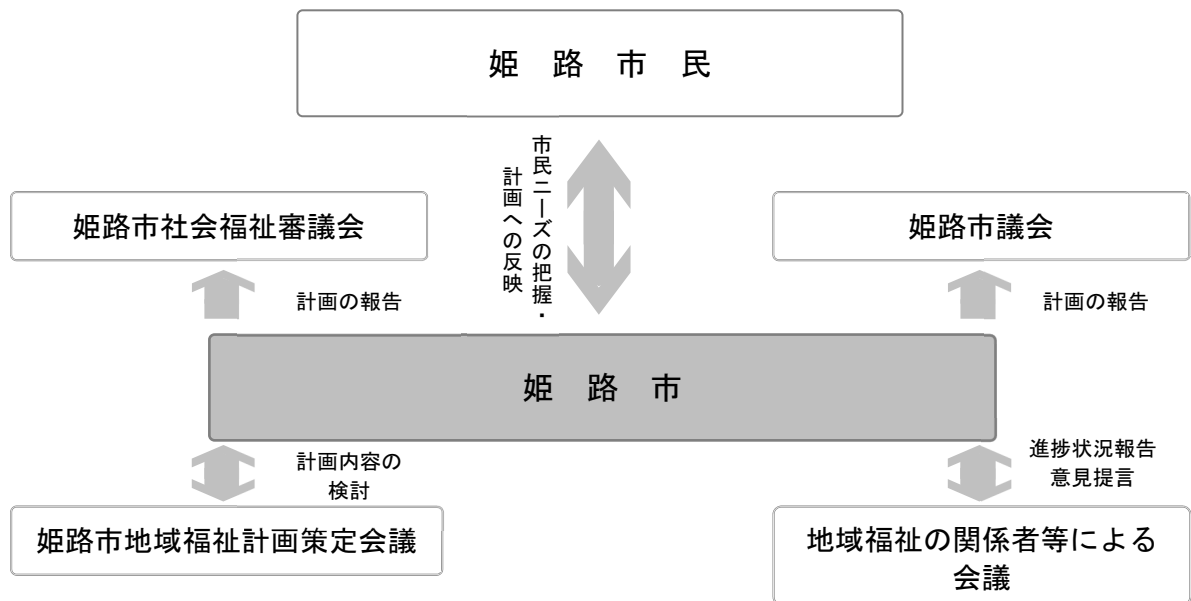 姫　路　市　民
市民ニーズの把握・
計画への反映
姫路市社会福祉審議会
姫路市議会
計画の報告
計画の報告
姫　路　市
計画内容の
検討
進捗状況報告
意見提言
姫路市地域福祉計画策定会議
地域福祉の関係者等による
会議